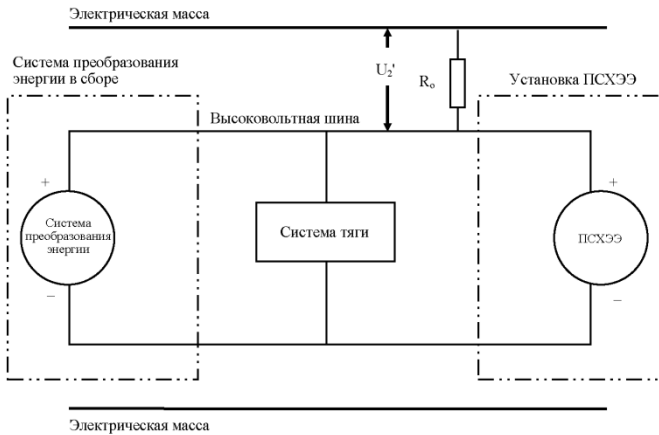 Электрическая масса
Система преобразования
энергии в сборе
U₂'
Rₒ
Установка ПСХЭЭ
Высоковольтная шина
+
+
Система
преобразования
энергии
Система тяги
ПСХЭЭ
–
–
Электрическая масса